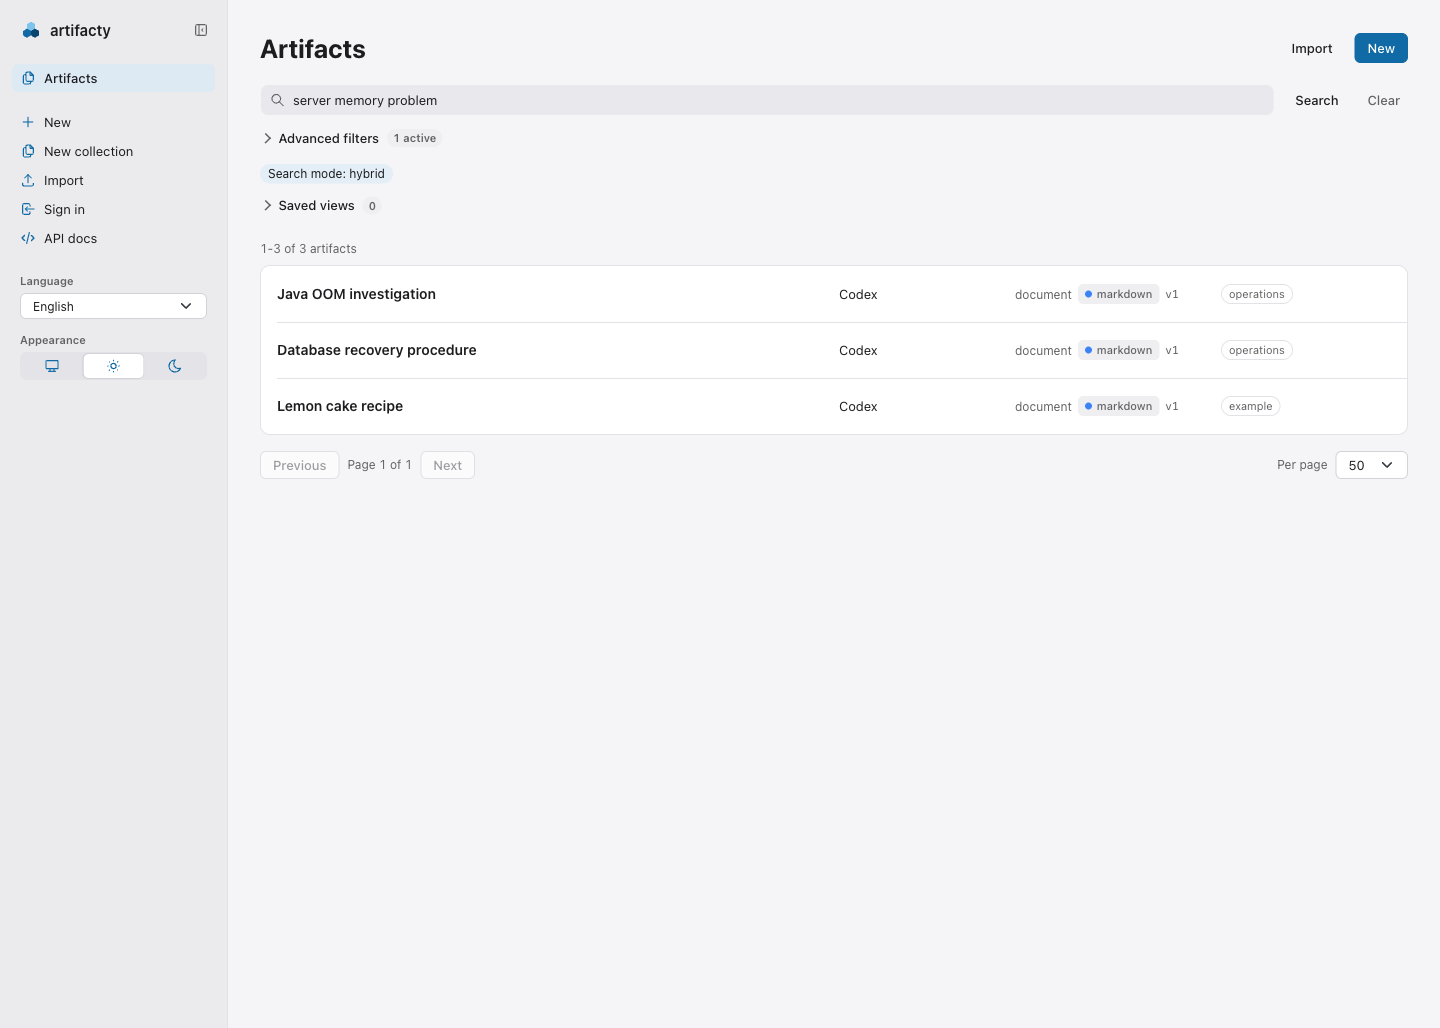 artifacty
Artifacts
New
New collection
Import
Sign in
API docs
Language
English
Appearance
Artifacts
Import
New
server memory problem
Search
Clear
Advanced filters
1 active
Search mode: hybrid
Saved views
0
1-3 of 3 artifacts
Java OOM investigation Codex document markdown v1 operations
Database recovery procedure Codex document markdown v1 operations
Lemon cake recipe Codex document markdown v1 example
Previous Page 1 of 1 Next Per page 50